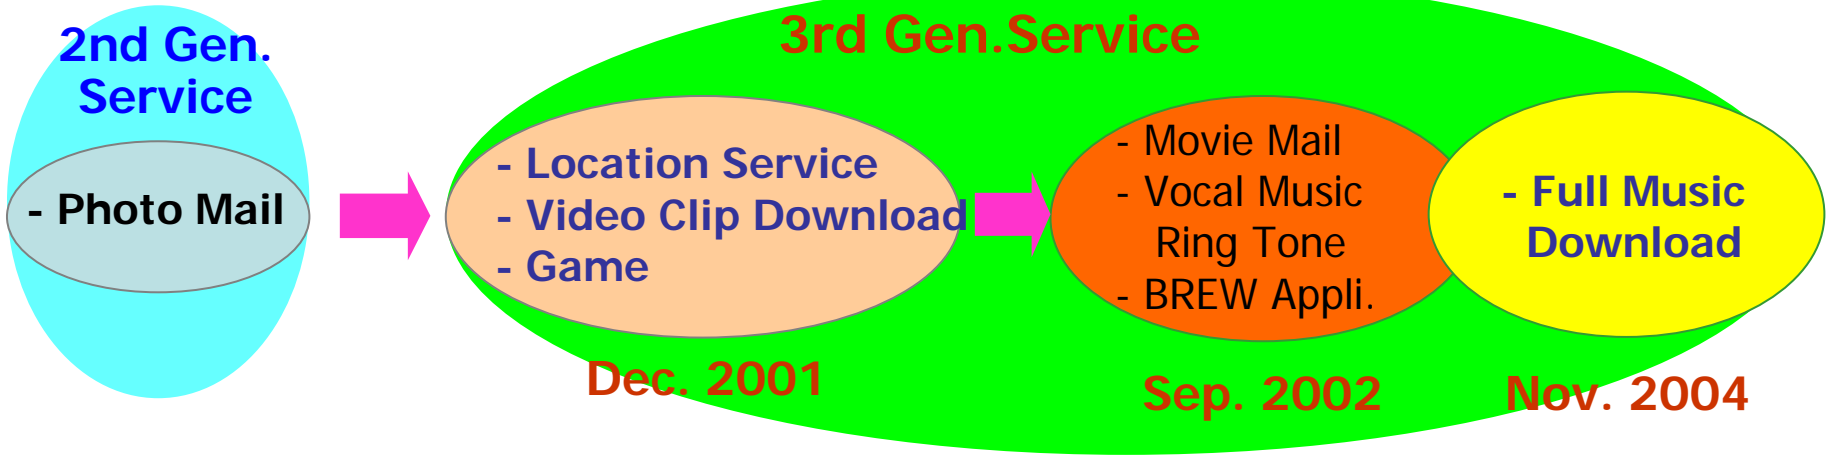 2nd Gen.
Service
- Photo Mail
3rd Gen.Service
- Location Service
- Video Clip Download
- Game
Dec. 2001
- Movie Mail
- Vocal Music
Ring Tone
- BREW Appli.
Sep. 2002
- Full Music
Download
Nov. 2004